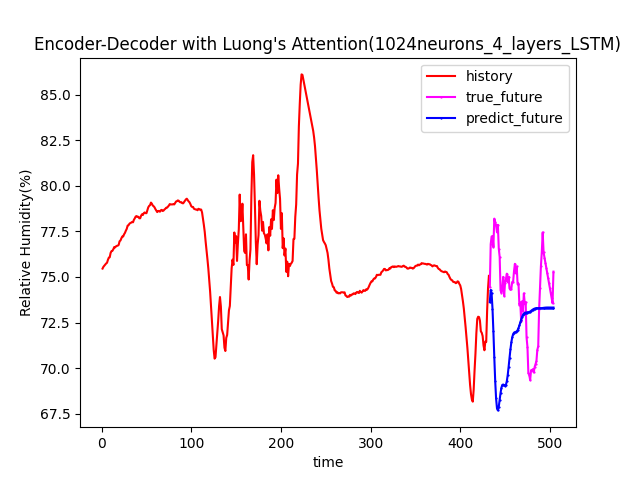 Encoder-Decoder with Luong's Attention(1024neurons_4_layers_LSTM)
history
true_future
predict_future
Relative Humidity(%)
85.0
82.5
80.0
77.5
75.0
72.5
70.0
67.5
0 100 200 300 400 500
time